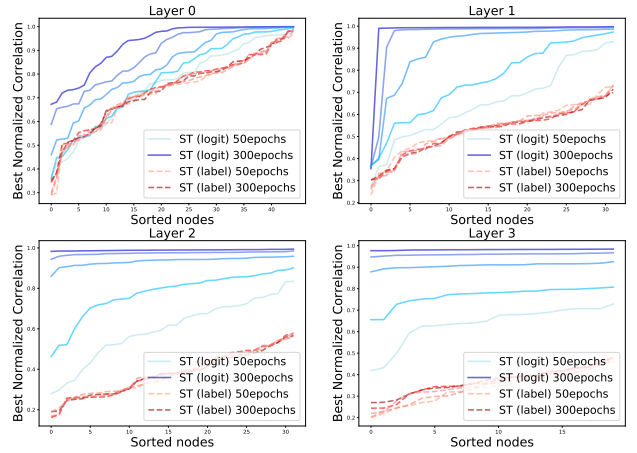 Layer 0
Best Normalized Correlation
1.0
0.9
0.8
0.7
0.6
0.5
0.4
0.3
0 5 10 15 20 25 30 35 40
Sorted nodes
ST (logit) 50epochs
ST (logit) 300epochs
ST (label) 50epochs
ST (label) 300epochs
Layer 1
Best Normalized Correlation
1.0
0.9
0.8
0.7
0.6
0.5
0.4
0.3
0.2
0 5 10 15 20 25 30
Sorted nodes
ST (logit) 50epochs
ST (logit) 300epochs
ST (label) 50epochs
ST (label) 300epochs
Layer 2
Best Normalized Correlation
1.0
0.8
0.6
0.4
0.2
0 5 10 15 20 25 30
Sorted nodes
ST (logit) 50epochs
ST (logit) 300epochs
ST (label) 50epochs
ST (label) 300epochs
Layer 3
Best Normalized Correlation
1.0
0.9
0.8
0.7
0.6
0.5
0.4
0.3
0.2
0 5 10 15
Sorted nodes
ST (logit) 50epochs
ST (logit) 300epochs
ST (label) 50epochs
ST (label) 300epochs